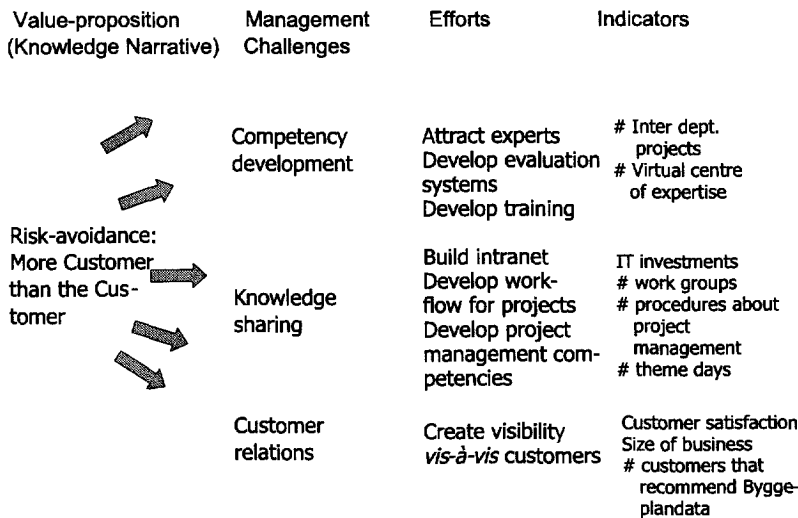 Value-proposition
(Knowledge Narrative)
Management
Challenges
Efforts
Indicators
Risk-avoidance:
More Customer
than the Cus-
tomer
Competency
development
Attract experts
Develop evaluation
systems
Develop training
# Inter dept.
projects
# Virtual centre
of expertise
Knowledge
sharing
Build intranet
Develop work-
flow for projects
Develop project
management com-
petencies
IT investments
# work groups
# procedures about
project
management
# theme days
Customer
relations
Create visibility
vis-à-vis customers
Customer satisfaction
Size of business
# customers that
recommend Bygge-
plandata